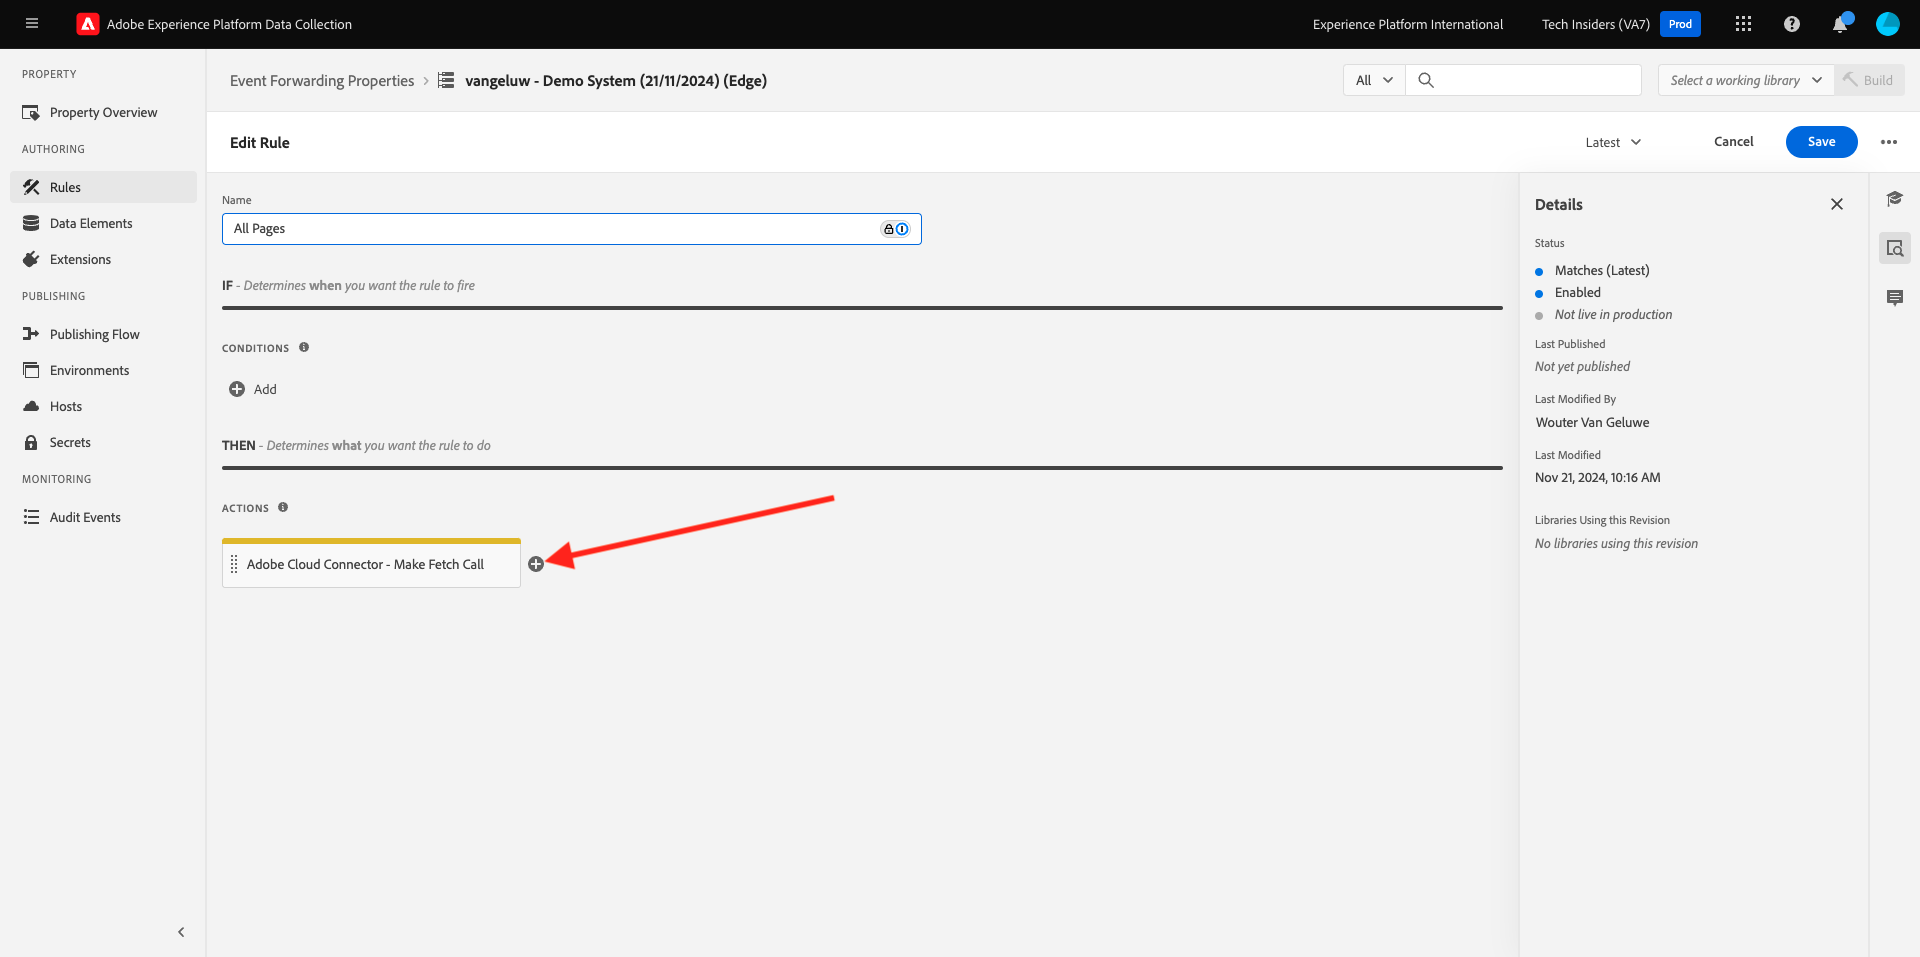 Adobe Experience Platform Data Collection
Experience Platform International
Tech Insiders (VA7)
Prod
PROPERTY
Property Overview
AUTHORING
Rules
Data Elements
Extensions
PUBLISHING
Publishing Flow
Environments
Hosts
Secrets
MONITORING
Audit Events
Event Forwarding Properties
vangeluw - Demo System (21/11/2024) (Edge)
All
Select a working library
Build
Edit Rule
Latest
Cancel
Save
Name
All Pages
IF - Determines when you want the rule to fire
CONDITIONS
Add
THEN - Determines what you want the rule to do
ACTIONS
Adobe Cloud Connector - Make Fetch Call
Details
Status
Matches (Latest)
Enabled
Not live in production
Last Published
Not yet published
Last Modified By
Wouter Van Geluwe
Last Modified
Nov 21, 2024, 10:16 AM
Libraries Using this Revision
No libraries using this revision